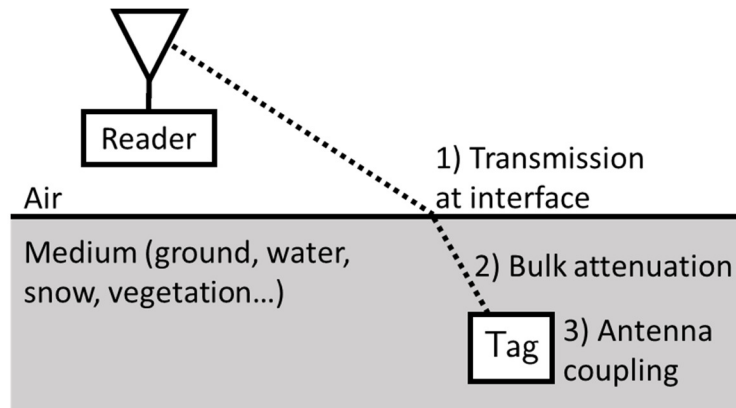 Reader
1) Transmission
at interface
Air
Medium (ground, water,
snow, vegetation...)
2) Bulk attenuation
Tag
3) Antenna
coupling